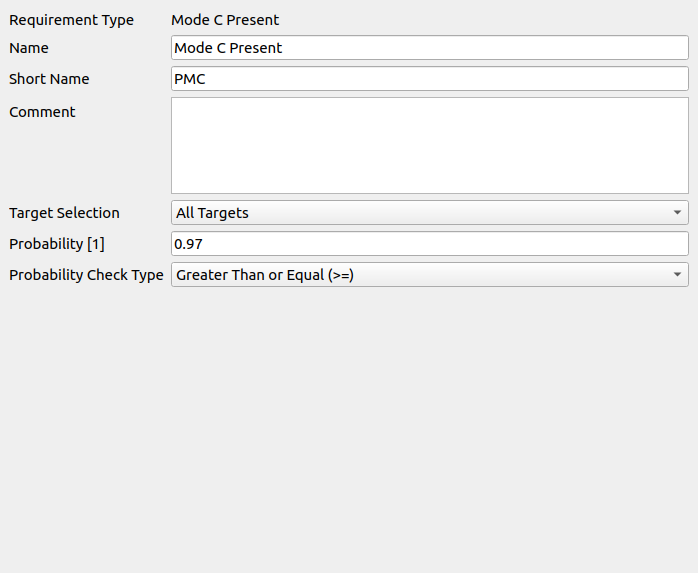 Requirement Type Mode C Present
Name Mode C Present
Short Name PMC
Comment
Target Selection All Targets
Probability [1] 0.97
Probability Check Type Greater Than or Equal (>=)